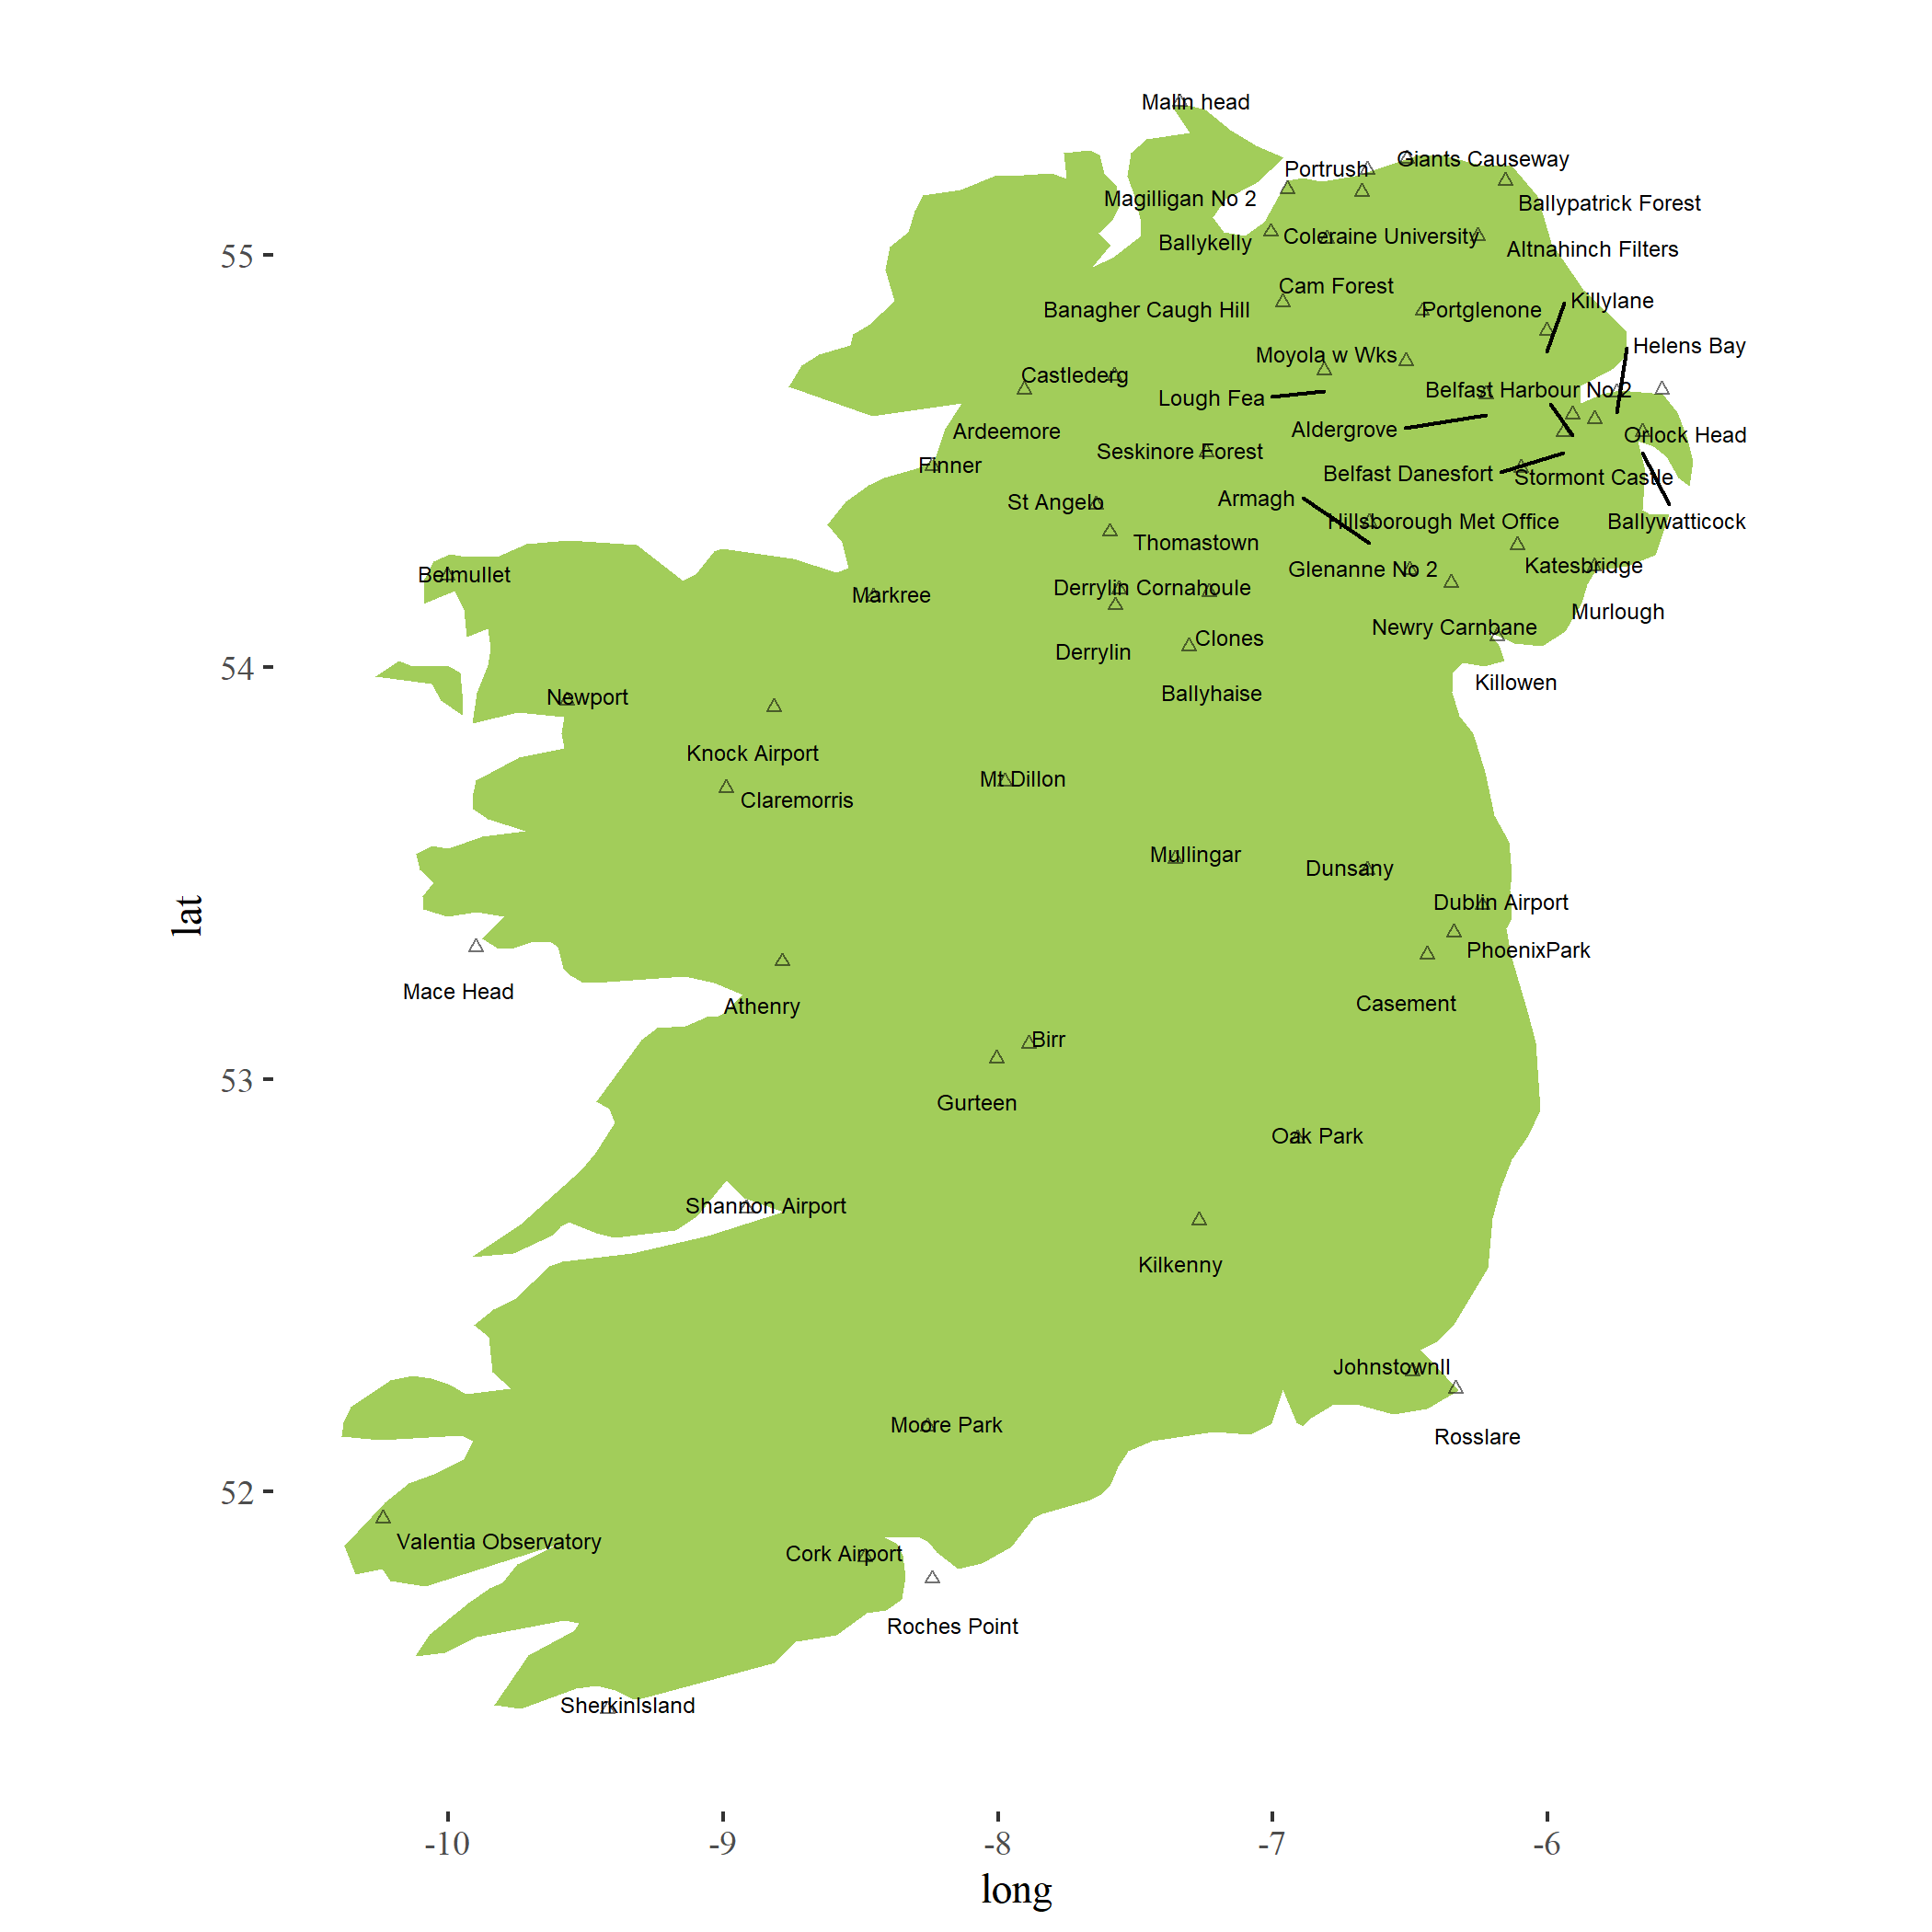 Malin head
Giants Causeway
Portrush
Magilligan No 2
Ballypatrick Forest
Coleraine University
Ballykelly
Altnahinch Filters
55
Cam Forest
Killylane
Banagher Caugh Hill
Portglenone
Helens Bay
Moyola w Wks
Castlederg
Belfast Harbour No 2
Lough Fea
Aldergrove
Ardeemore
Orlock Head
Seskinore Forest
Finner
Belfast Danesfort
Stormont Castle
Armagh
St Angelo
Hillsborough Met Office
Ballywatticock
Thomastown
Katesbridge
Glenanne No 2
Belmullet
Derrylin Cornahoule
Markree
Murlough
Newry Carnbane
Clones
Derrylin
54
Killowen
Ballyhaise
Newport
Knock Airport
Mt Dillon
Claremorris
Mullingar
Dunsany
Dublin Airport
lat
PhoenixPark
Mace Head
Casement
Athenry
Birr
53
Gurteen
Oak Park
Shannon Airport
Kilkenny
JohnstownII
Moore Park
Rosslare
52
Valentia Observatory
Cork Airport
Roches Point
SherkinIsland
-10 -9 -8 -7 -6
long